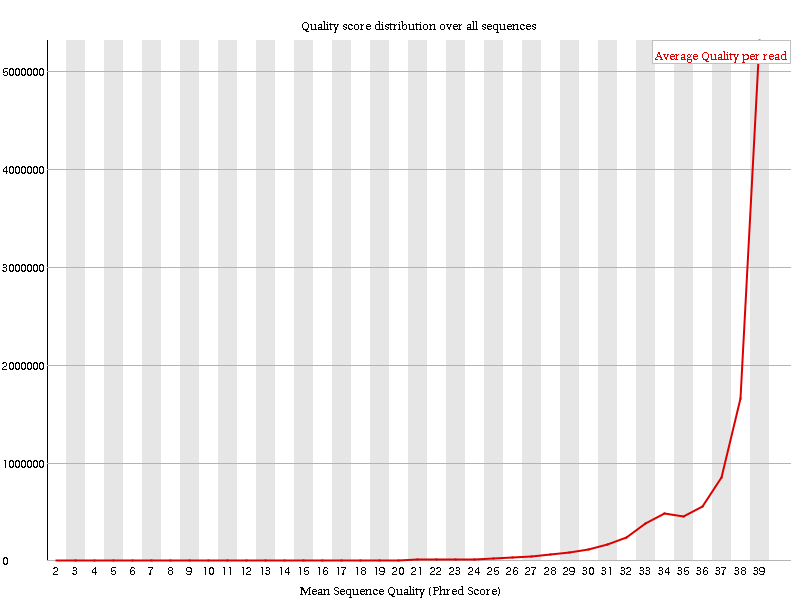 Quality score distribution over all sequences
Average Quality per read
5000000
4000000
3000000
2000000
1000000
0
2 3 4 5 6 7 8 9 10 11 12 13 14 15 16 17 18 19 20 21 22 23 24 25 26 27 28 29 30 31 32 33 34 35 36 37 38 39
Mean Sequence Quality (Phred Score)